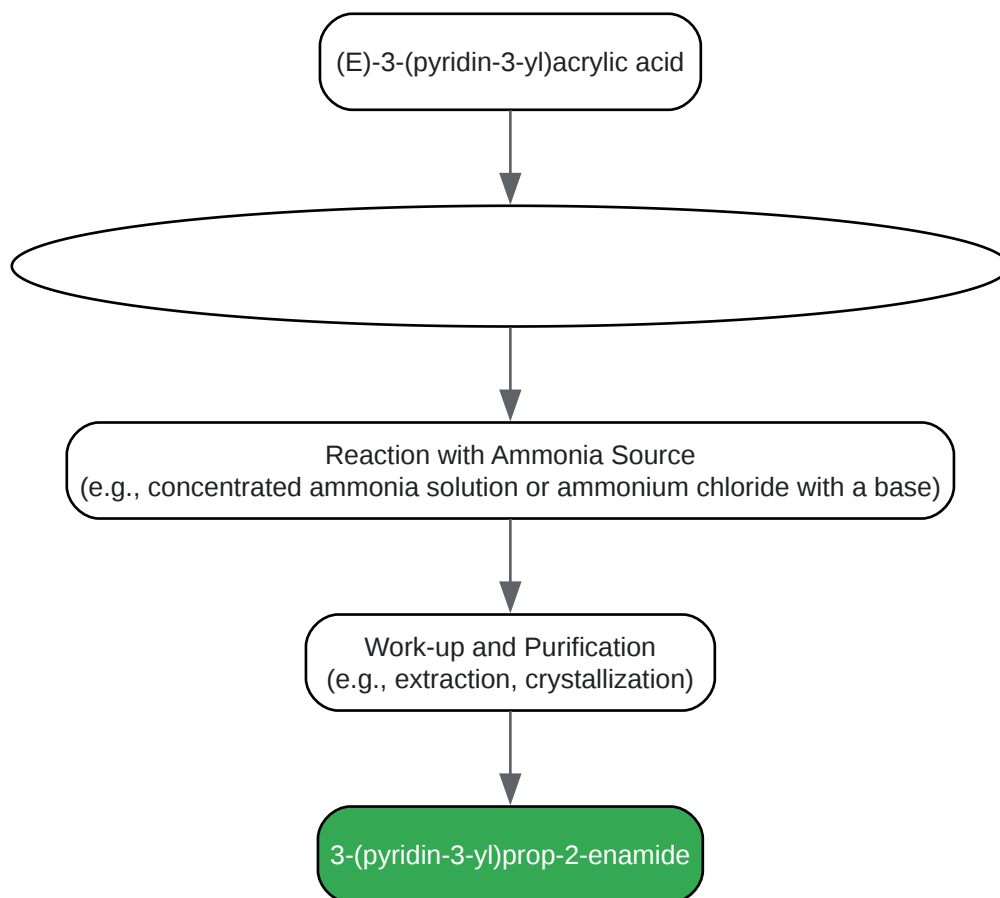 (E)-3-(pyridin-3-yl)acrylic acid
Reaction with Ammonia Source
(e.g., concentrated ammonia solution or ammonium chloride with a base)
Work-up and Purification
(e.g., extraction, crystallization)
3-(pyridin-3-yl)prop-2-enamide